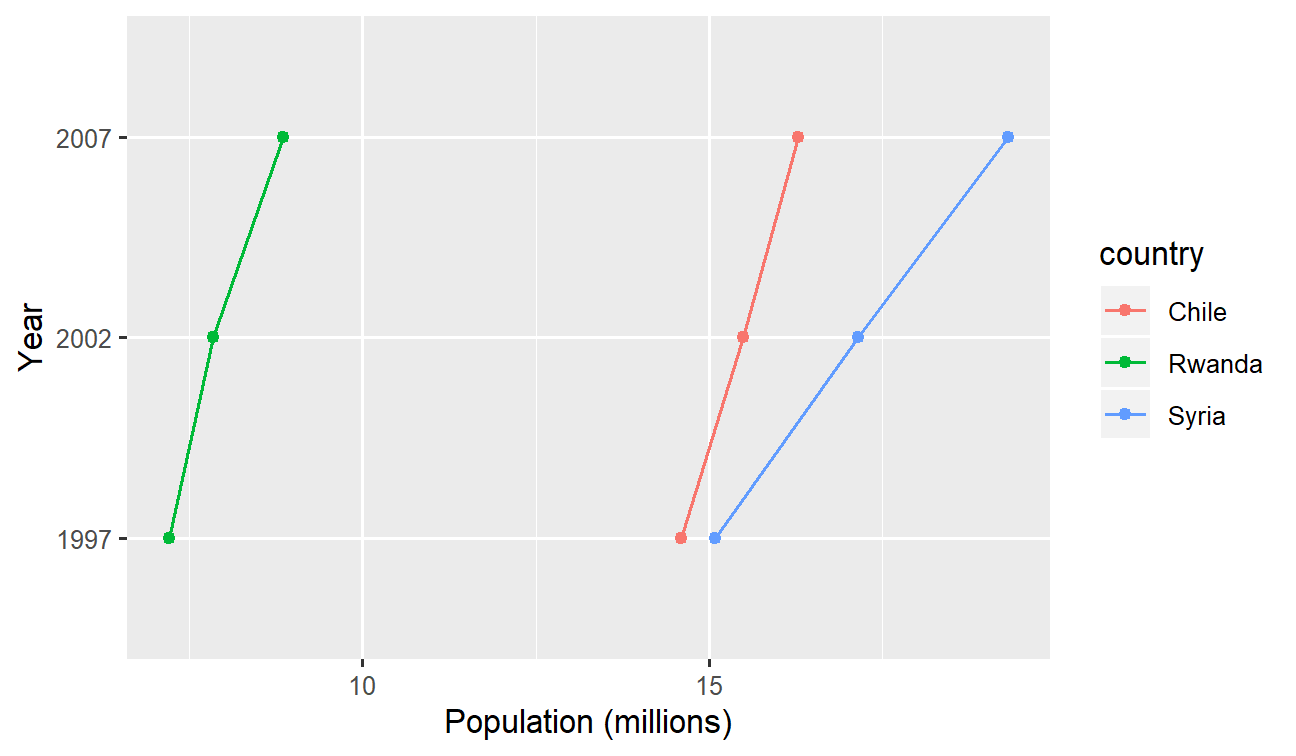 2007
2002
1997
Year
10
15
Population (millions)
country
Chile
Rwanda
Syria